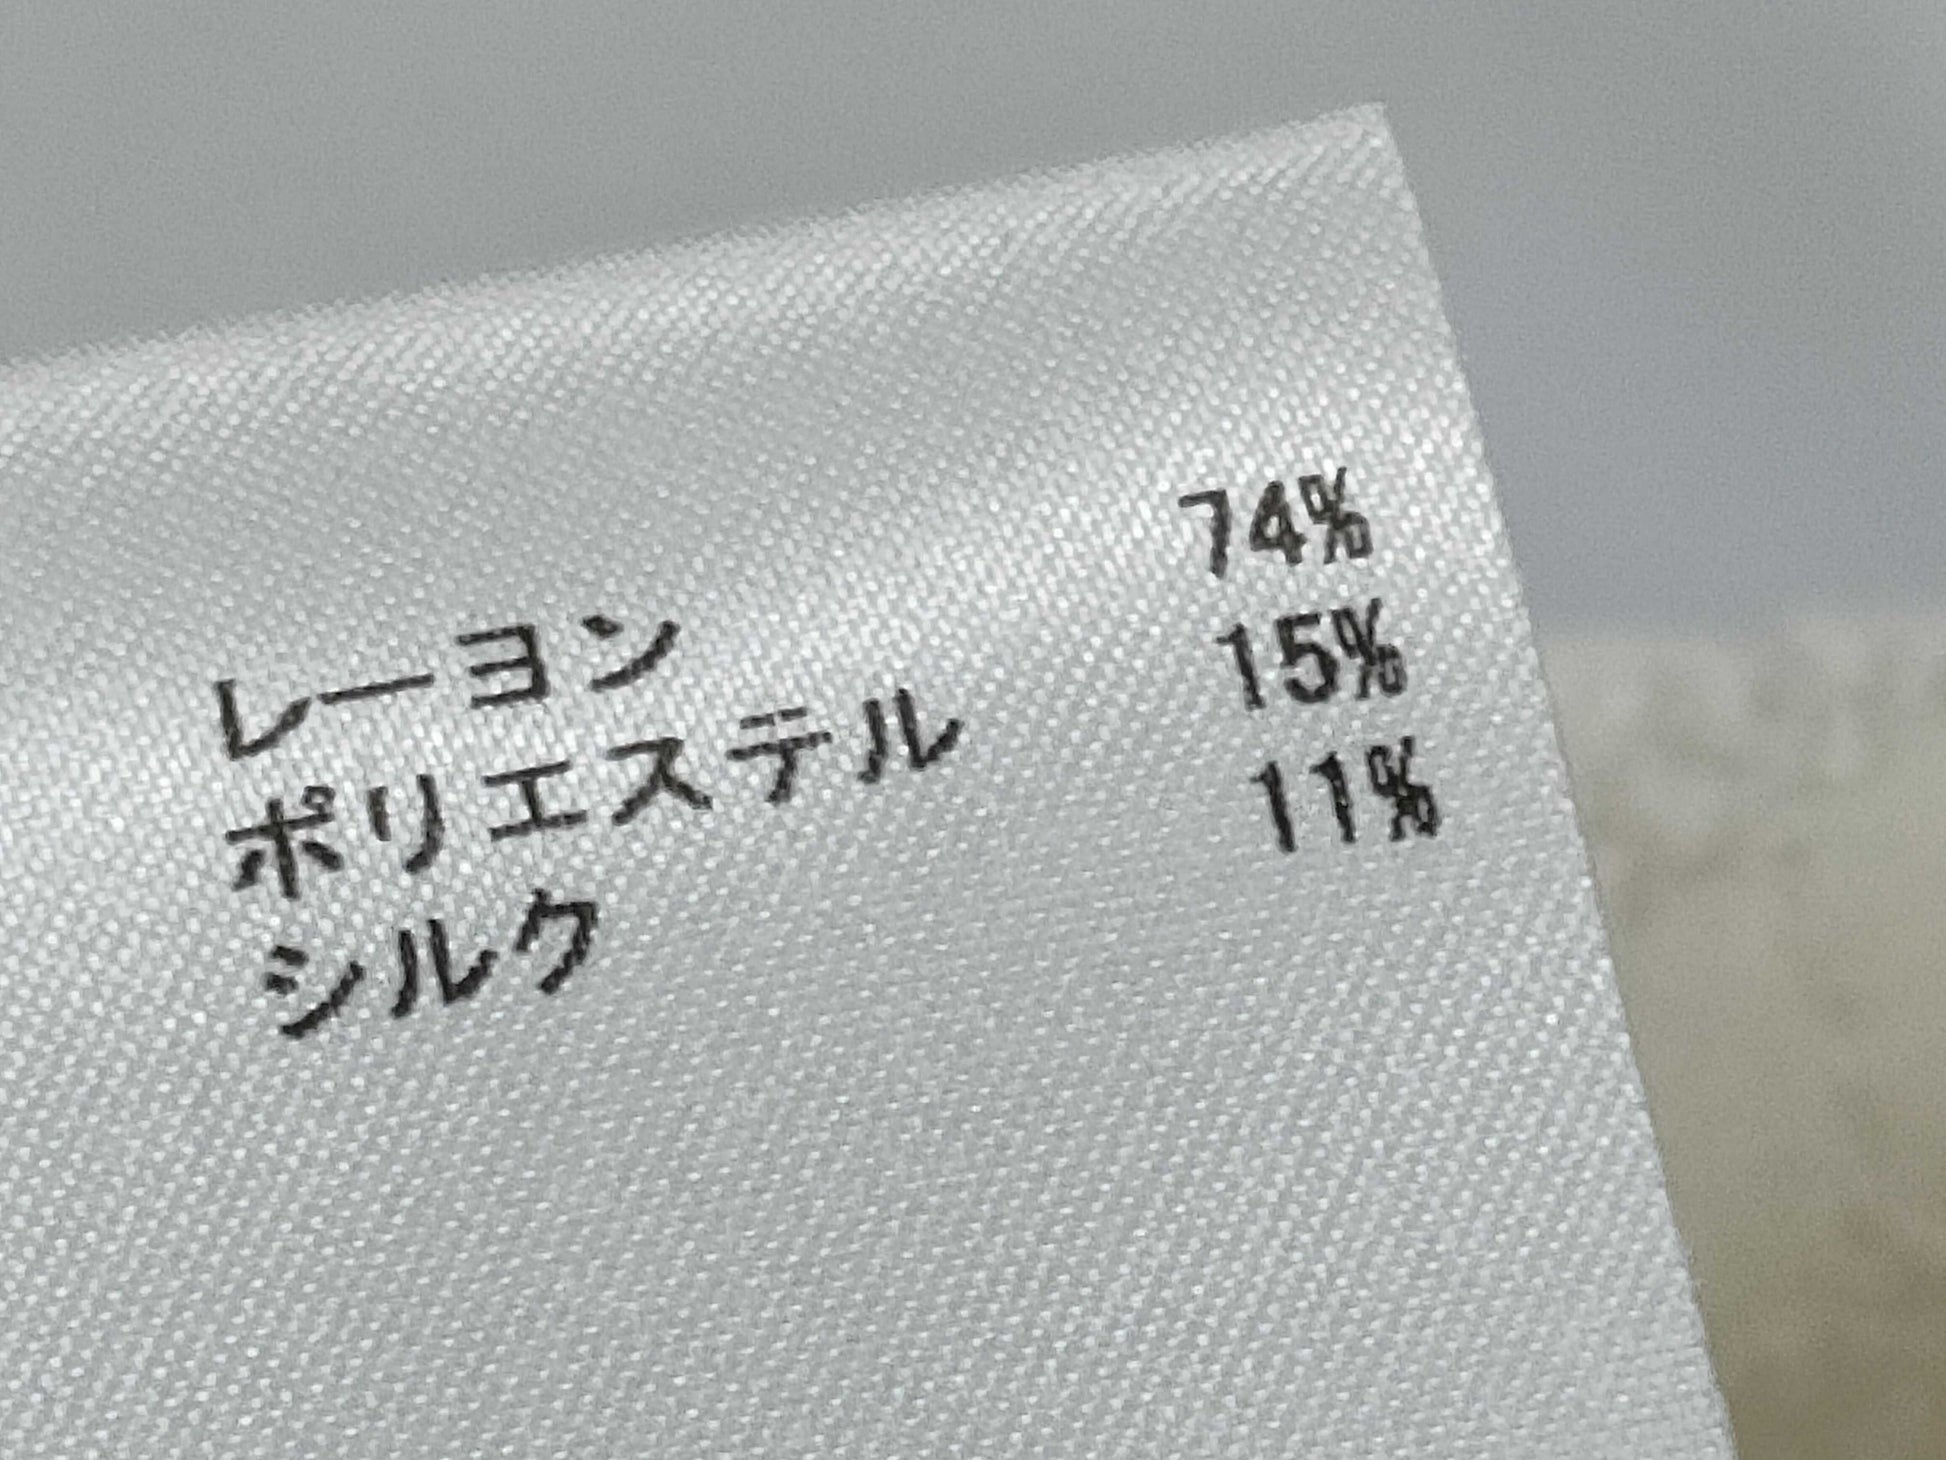 レーヨン 74%
ポリエステル 15%
シルク 11%